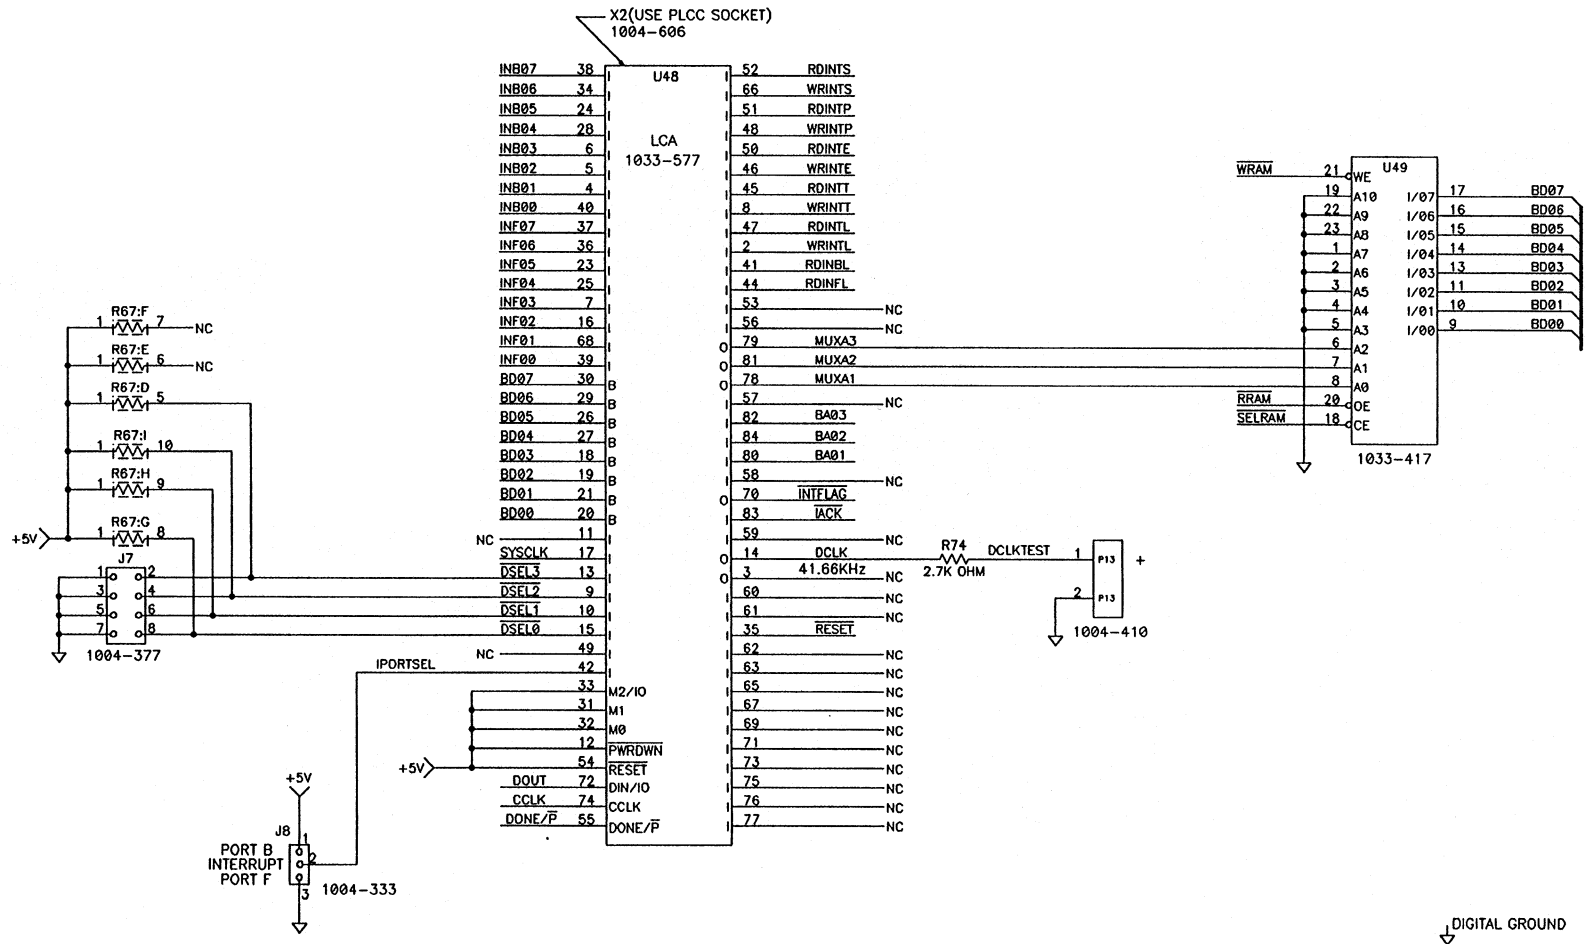 X2(USE PLCC SOCKET)
1004-606
U48
LCA
1033-577
INB07 38
INB06 34
INB05 24
INB04 28
INB03 6
INB02 5
INB01 4
INB00 40
INF07 37
INF06 36
INF05 23
INF04 25
INF03 7
INF02 16
INF01 68
INF00 39
BD07 30 B
BD06 29 B
BD05 26 B
BD04 27 B
BD03 18 B
BD02 19 B
BD01 21 B
BD00 20 B
NC 11 I
SYSCLK 17 I
DSEL3 13 I
DSEL2 9 I
DSEL1 10 I
DSEL0 15 I
NC 49 I
IPORTSEL 42 I
33 M2/IO
31 M1
32 M0
12 PWRDWN
+5V 54 RESET
DOUT 72 DIN/IO
CCLK 74 CCLK
DONE/P 55 DONE/P
I 52 RDINTS
I 66 WRINTS
I 51 RDINTP
I 48 WRINTP
I 50 RDINTE
I 46 WRINTE
I 45 RDINTT
I 8 WRINTT
I 47 RDINTL
I 2 WRINTL
I 41 RDINBL
I 44 RDINFL
I 53 NC
I 56 NC
O 79 MUXA3
O 81 MUXA2
O 78 MUXA1
I 57 NC
I 82 BA03
I 84 BA02
I 80 BA01
I 58 NC
O 70 INTFLAG
I 83 IACK
I 59 NC
O 14 DCLK
41.66KHz
O 3 NC
I 60 NC
I 61 NC
I 35 RESET
I 62 NC
I 63 NC
I 65 NC
I 67 NC
I 69 NC
I 71 NC
I 73 NC
I 75 NC
I 76 NC
I 77 NC
R67:F
1 7 NC
R67:E
1 6 NC
R67:D
1 5
R67:I
1 10
R67:H
1 9
R67:G
+5V 1 8
J7
1 2
3 4
5 6
7 8
1004-377
+5V
J8
1
PORT B
INTERRUPT 2
PORT F
3
1004-333
R74
2.7K OHM
DCLKTEST
1 P13 +
2 P13
1004-410
U49
WRAM 21 WE
19 A10
22 A9
23 A8
1 A7
2 A6
3 A5
4 A4
5 A3
6 A2
7 A1
8 A0
RRAM 20 OE
SELRAM 18 CE
I/07 17 BD07
I/06 16 BD06
I/05 15 BD05
I/04 14 BD04
I/03 13 BD03
I/02 11 BD02
I/01 10 BD01
I/00 9 BD00
1033-417
DIGITAL GROUND